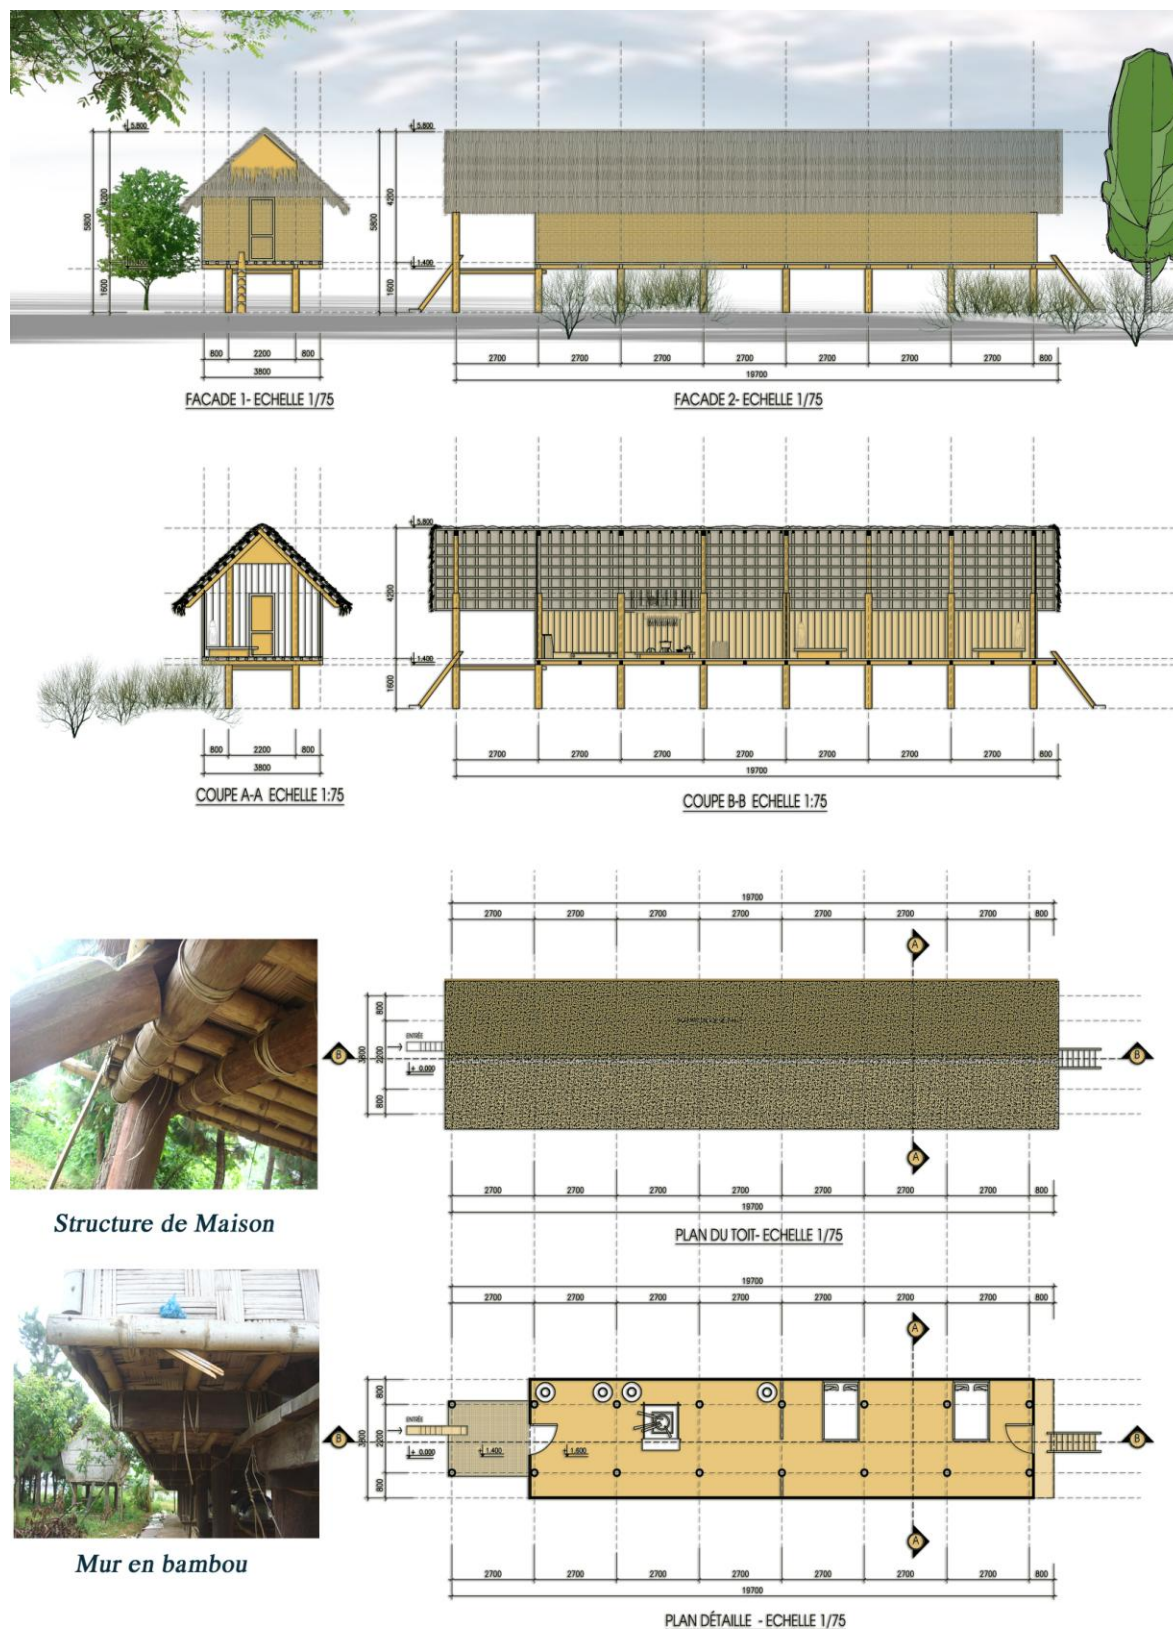 + 5.800
+ 5.800
5800
4200
1600
5800
4200
1.400
1600
800 2200 800
3800
2700 2700 2700 2700 2700 2700 2700 800
19700
FACADE 1- ECHELLE 1/75
FACADE 2- ECHELLE 1/75
+ 5.800
4200
1.400
1600
800 2200 800
3800
2700 2700 2700 2700 2700 2700 2700 800
19700
COUPE A-A ECHELLE 1:75
COUPE B-B ECHELLE 1:75
19700
2700 2700 2700 2700 2700 2700 2700 800
A
800
ENTRÉE
3800
2200
B
B
+ 0.000
800
A
2700 2700 2700 2700 2700 2700 2700 800
19700
Structure de Maison
PLAN DU TOIT- ECHELLE 1/75
19700
2700 2700 2700 2700 2700 2700 2700 800
A
800
ENTRÉE
3800
2200
B
B
+ 0.000
+ 1.400
+ 1.600
800
A
Mur en bambou
2700 2700 2700 2700 2700 2700 2700 800
19700
PLAN DÉTAILLE - ECHELLE 1/75